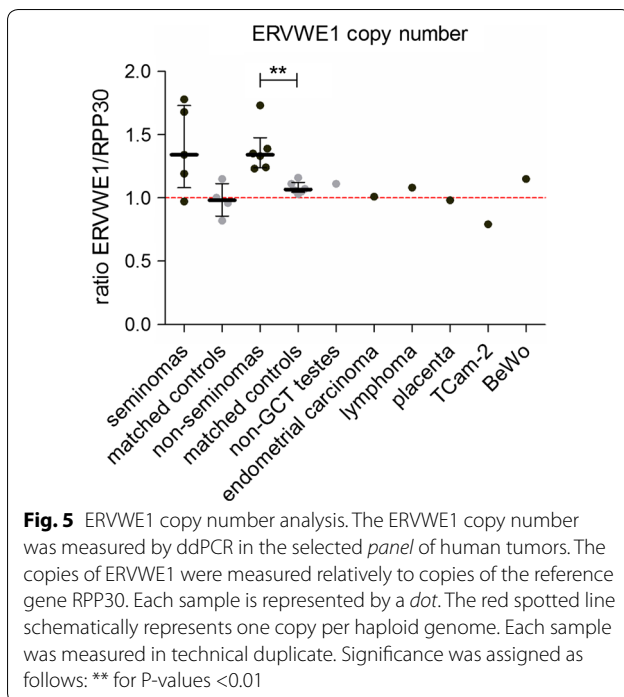 ERVWE1 copy number
**
ratio ERVWE1/RPP30
2.0
1.5
1.0
0.5
0.0
seminomas
matched controls
non-seminomas
matched controls
non-GCT testes
endometrial carcinoma
lymphoma
placenta
TCam-2
BeWo
Fig. 5 ERVWE1 copy number analysis. The ERVWE1 copy number
was measured by ddPCR in the selected panel of human tumors. The
copies of ERVWE1 were measured relatively to copies of the reference
gene RPP30. Each sample is represented by a dot. The red spotted line
schematically represents one copy per haploid genome. Each sample
was measured in technical duplicate. Significance was assigned as
follows: ** for P-values <0.01